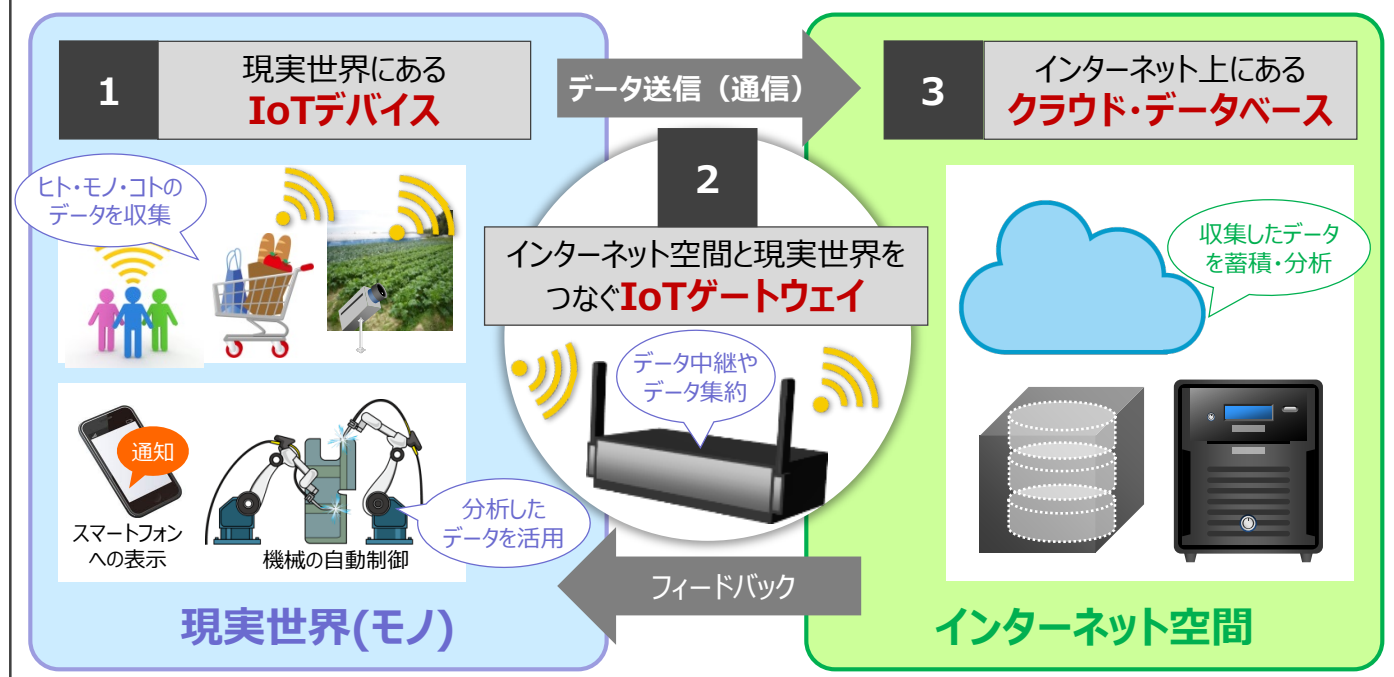 1
現実世界にある
IoTデバイス
データ送信（通信）
3
インターネット上にある
クラウド・データベース
ヒト・モノ・コトの
データを収集
2
インターネット空間と現実世界を
つなぐIoTゲートウェイ
収集したデータ
を蓄積・分析
データ中継や
データ集約
通知
スマートフォン
への表示
機械の自動制御
分析した
データを活用
フィードバック
現実世界(モノ)
インターネット空間